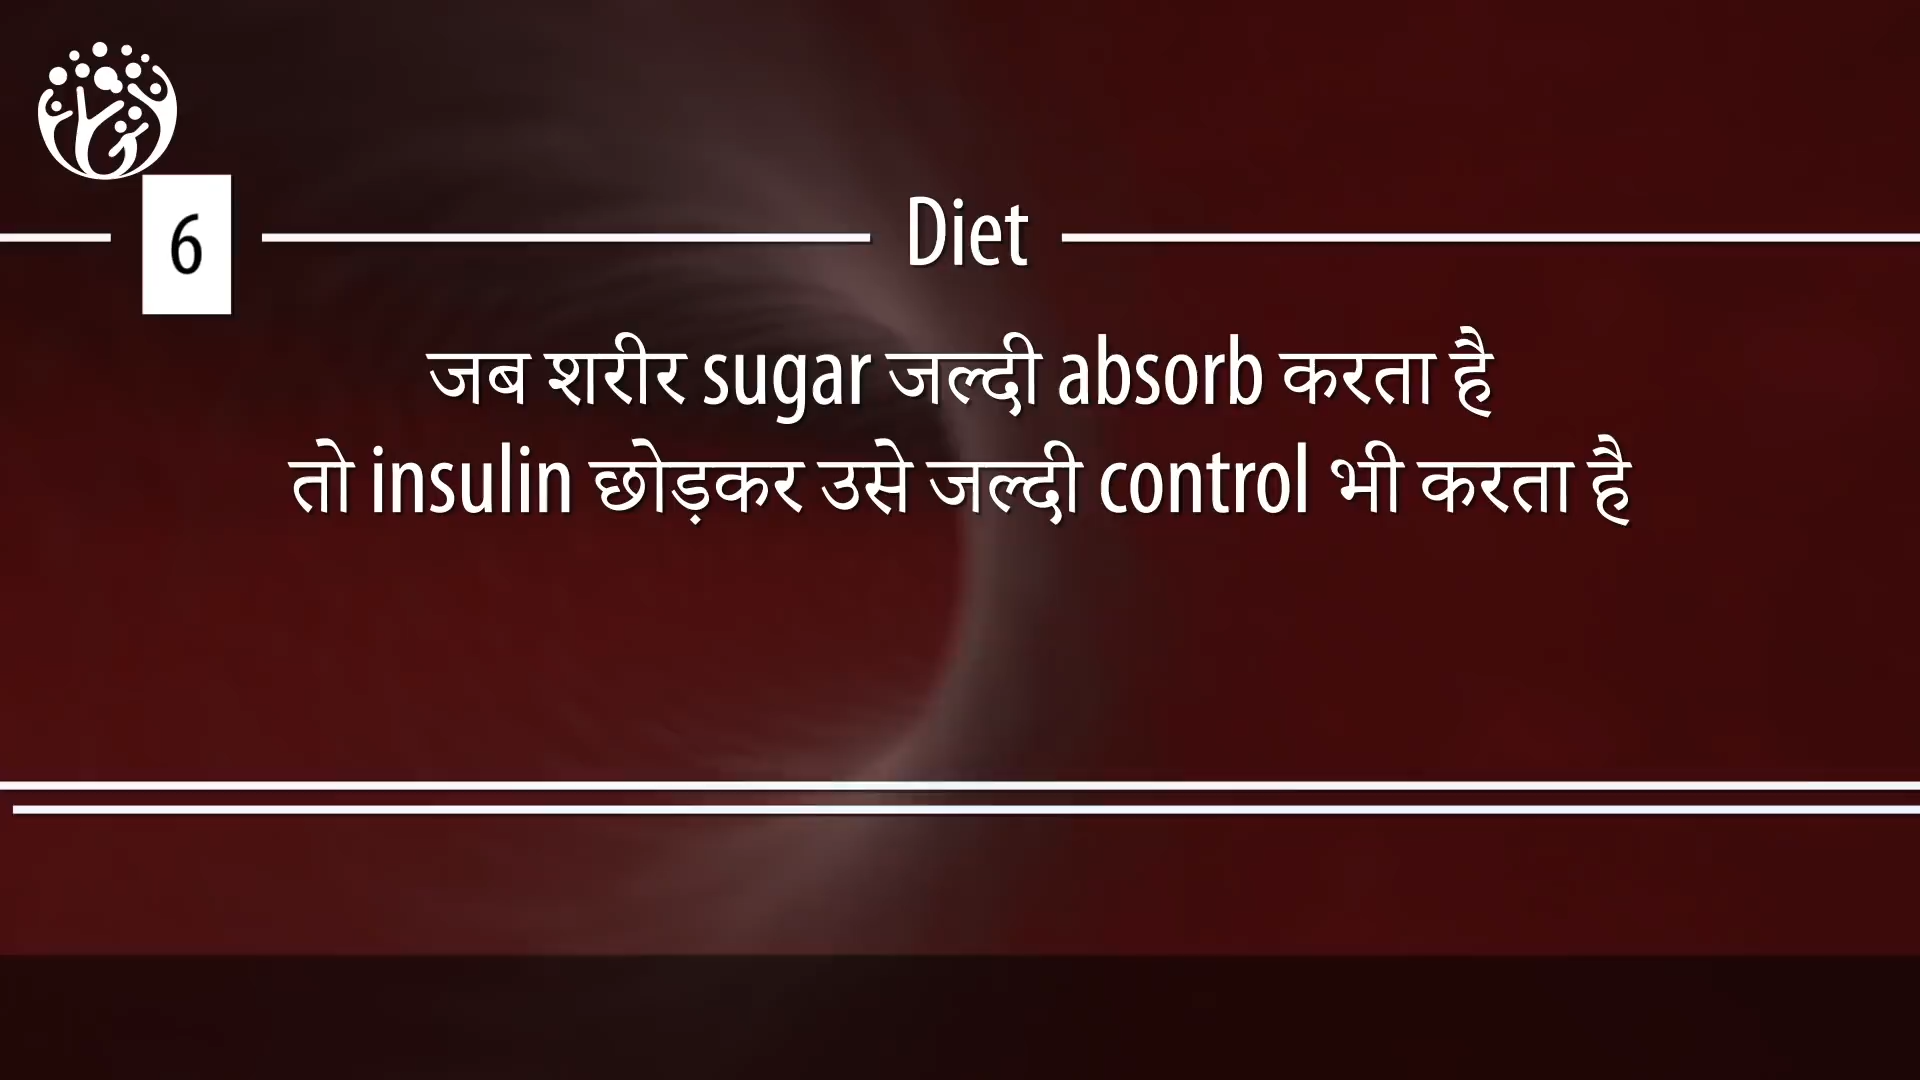 6
Diet
जब शरीर sugar जल्दी absorb करता है
तो insulin छोड़कर उसे जल्दी control भी करता है